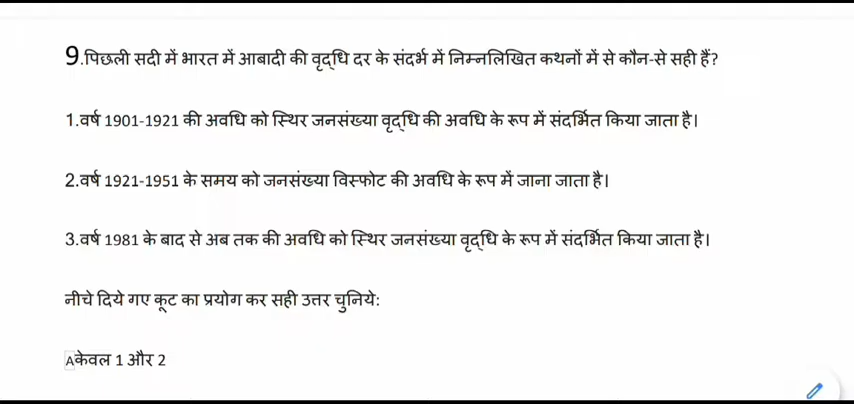 9.पिछली सदी में भारत में आबादी की वृद्धि दर के संदर्भ में निम्नलिखित कथनों में से कौन-से सही हैं?
1.वर्ष 1901-1921 की अवधि को स्थिर जनसंख्या वृद्धि की अवधि के रूप में संदर्भित किया जाता है।
2.वर्ष 1921-1951 के समय को जनसंख्या विस्फोट की अवधि के रूप में जाना जाता है।
3.वर्ष 1981 के बाद से अब तक की अवधि को स्थिर जनसंख्या वृद्धि के रूप में संदर्भित किया जाता है।
नीचे दिये गए कूट का प्रयोग कर सही उत्तर चुनिये:
Aकेवल 1 और 2